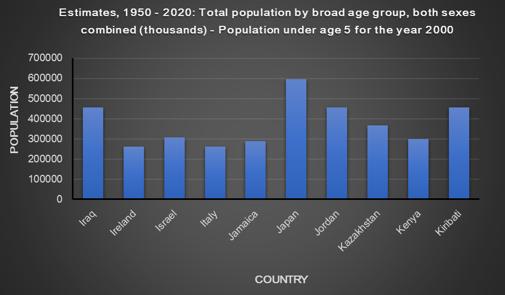 Estimates, 1950 - 2020: Total population by broad age group, both sexes
combined (thousands) - Population under age 5 for the year 2000
POPULATION
700000
600000
500000
400000
300000
200000
100000
0
Iraq
Ireland
Israel
Italy
Jamaica
Japan
Jordan
Kazakhstan
Kenya
Kiribati
COUNTRY